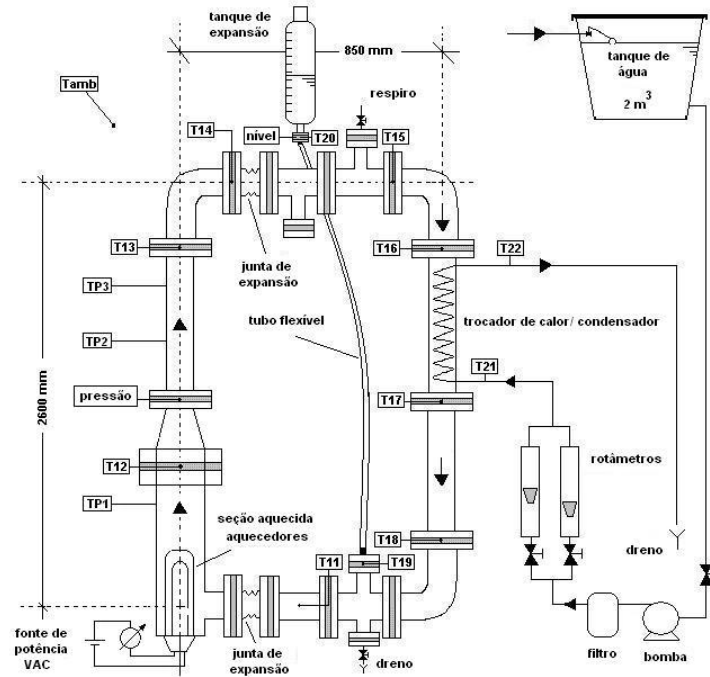 tanque de
expansão
850 mm
tanque de
água
2 m³
respiro
Tamb
T14
nível
T20
T15
T13
T16
T22
junta de
expansão
TP3
tubo flexível
trocador de calor/ condensador
TP2
T21
2600 mm
pressão
T17
T12
rotâmetros
TP1
seção aquecida
aquecedores
T18
dreno
T11
T19
fonte de
potência
VAC
junta de
expansão
dreno
filtro
bomba